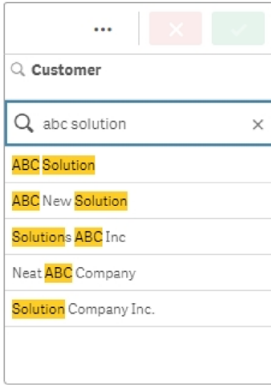 Customer
abc solution
ABC Solution
ABC New Solution
Solutions ABC Inc
Neat ABC Company
Solution Company Inc.